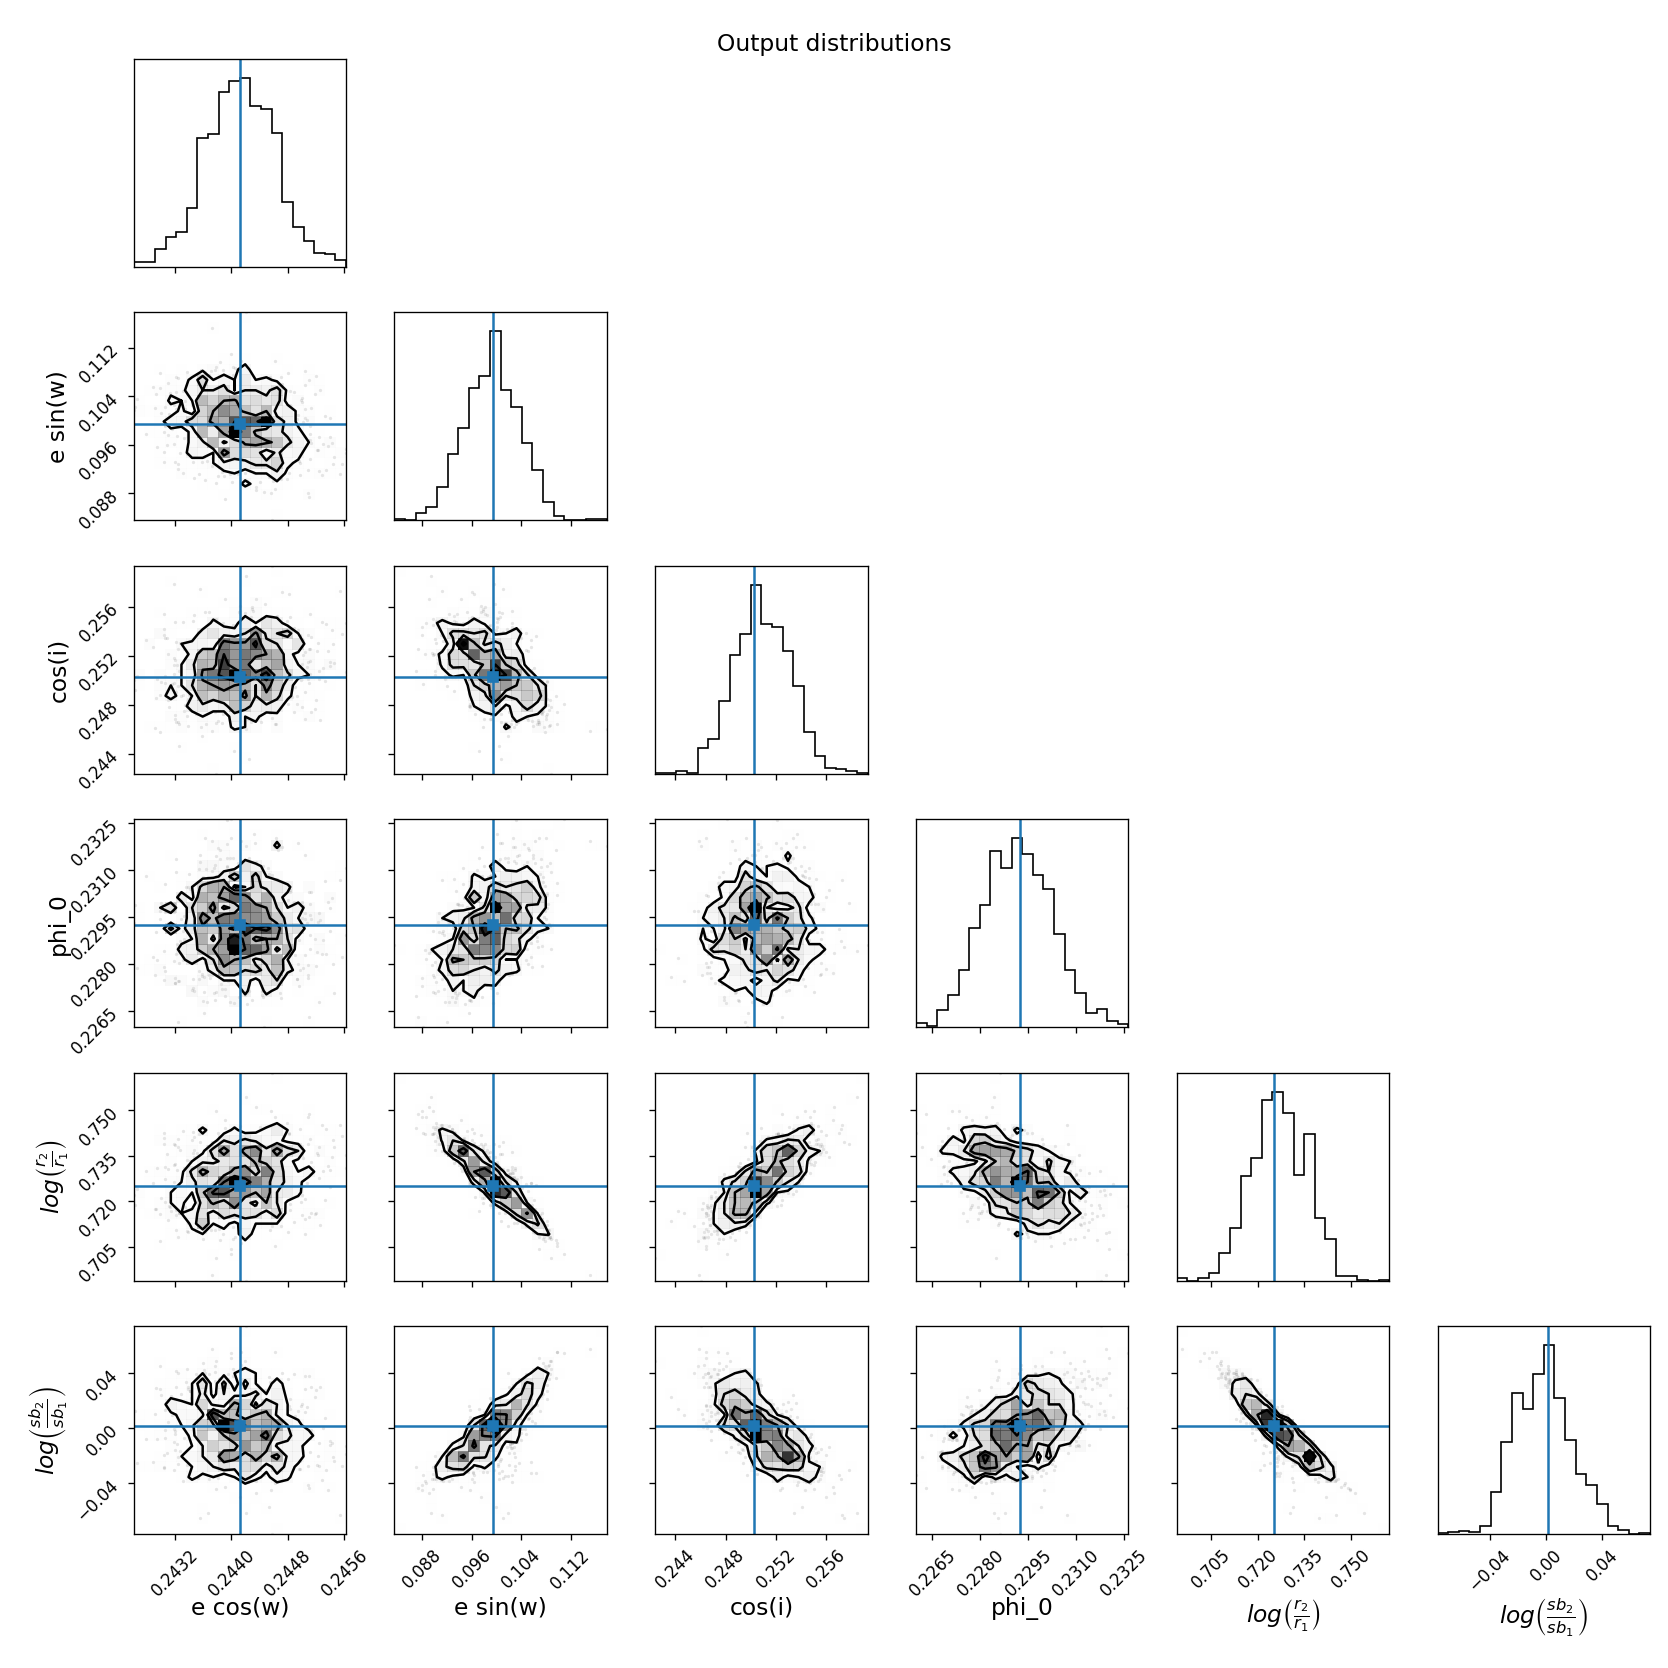 Output distributions
e sin(w)
0.112
0.104
0.096
0.088
cos(i)
0.256
0.252
0.248
0.244
phi_0
0.2325
0.2310
0.2295
0.2280
0.2265
log(r₂/r₁)
0.750
0.735
0.720
0.705
log(sb₂/sb₁)
0.04
0.00
−0.04
0.2432 0.2440 0.2448 0.2456 0.088 0.096 0.104 0.112 0.244 0.248 0.252 0.256 0.2265 0.2280 0.2295 0.2310 0.2325 0.705 0.720 0.735 0.750 −0.04 0.00 0.04
e cos(w) e sin(w) cos(i) phi_0 log(r₂/r₁) log(sb₂/sb₁)